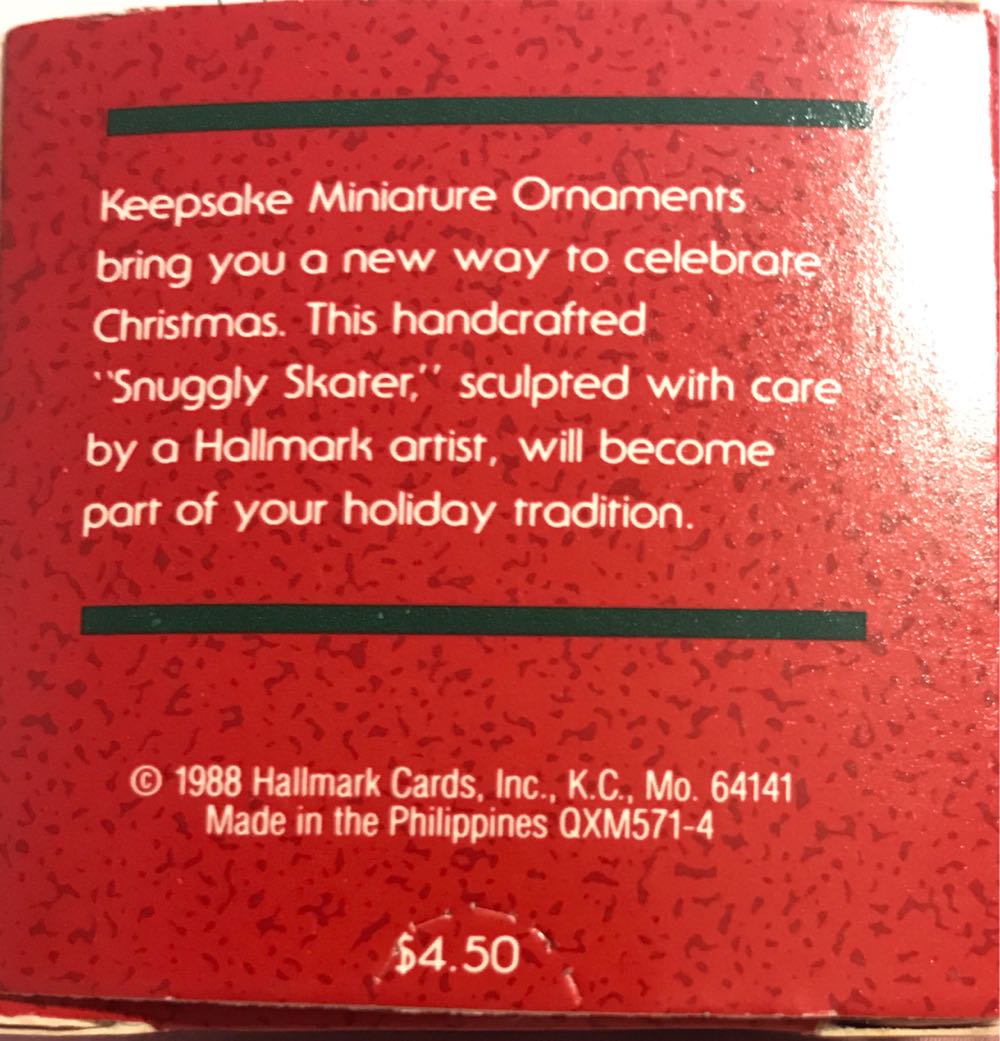 Keepsake Miniature Ornaments
bring you a new way to celebrate
Christmas. This handcrafted
"Snuggly Skater," sculpted with care
by a Hallmark artist, will become
part of your holiday tradition.
© 1988 Hallmark Cards, Inc., K.C., Mo. 64141
Made in the Philippines QXM571-4
$4.50